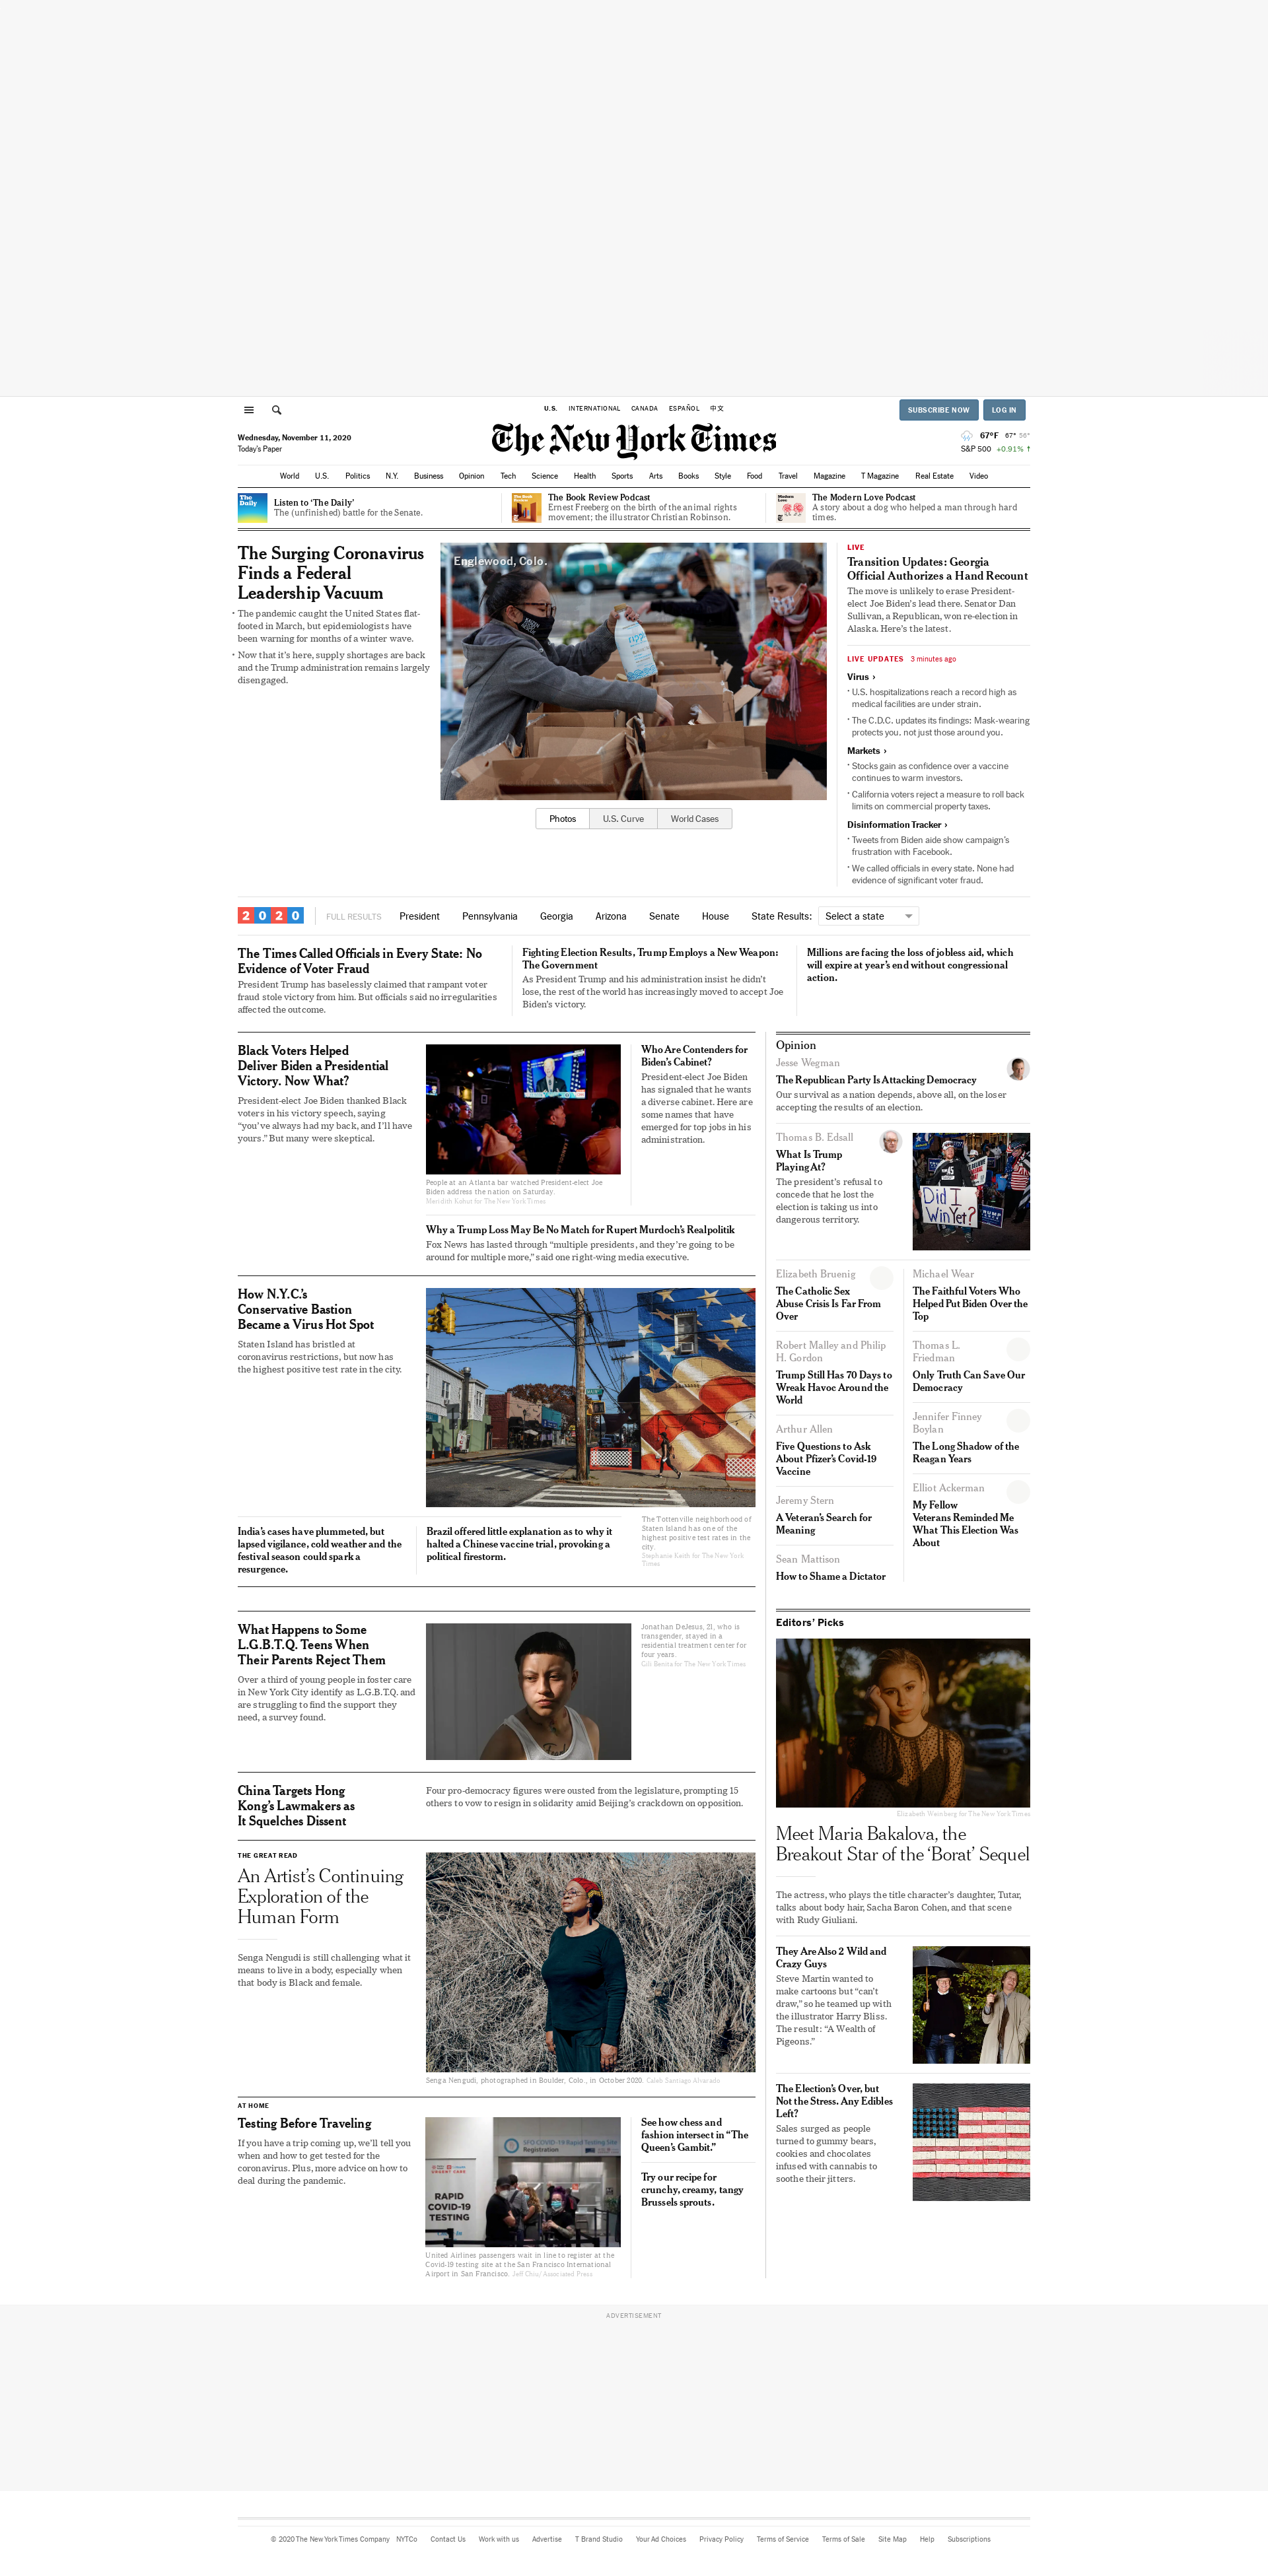 U.S. INTERNATIONAL CANADA ESPAÑOL 中文
SUBSCRIBE NOW LOG IN
Wednesday, November 11, 2020
Today's Paper
The New York Times
67°F 67° 56°
S&P 500 +0.91% ↑
World U.S. Politics N.Y. Business Opinion Tech Science Health Sports Arts Books Style Food Travel Magazine T Magazine Real Estate Video
The Daily
Listen to ‘The Daily’
The (unfinished) battle for the Senate.
The Book Review Podcast
Ernest Freeberg on the birth of the animal rights
movement; the illustrator Christian Robinson.
Modern Love
The Modern Love Podcast
A story about a dog who helped a man through hard
times.
The Surging Coronavirus
Finds a Federal
Leadership Vacuum
• The pandemic caught the United States flat-
footed in March, but epidemiologists have
been warning for months of a winter wave.
• Now that it’s here, supply shortages are back
and the Trump administration remains largely
disengaged.
Englewood, Colo.
Photos U.S. Curve World Cases
LIVE
Transition Updates: Georgia
Official Authorizes a Hand Recount
The move is unlikely to erase President-
elect Joe Biden’s lead there. Senator Dan
Sullivan, a Republican, won re-election in
Alaska. Here’s the latest.
LIVE UPDATES 3 minutes ago
Virus ›
• U.S. hospitalizations reach a record high as
medical facilities are under strain.
• The C.D.C. updates its findings: Mask-wearing
protects you, not just those around you.
Markets ›
• Stocks gain as confidence over a vaccine
continues to warm investors.
• California voters reject a measure to roll back
limits on commercial property taxes.
Disinformation Tracker ›
• Tweets from Biden aide show campaign’s
frustration with Facebook.
• We called officials in every state. None had
evidence of significant voter fraud.
2020 FULL RESULTS President Pennsylvania Georgia Arizona Senate House State Results: Select a state
The Times Called Officials in Every State: No
Evidence of Voter Fraud
President Trump has baselessly claimed that rampant voter
fraud stole victory from him. But officials said no irregularities
affected the outcome.
Fighting Election Results, Trump Employs a New Weapon:
The Government
As President Trump and his administration insist he didn’t
lose, the rest of the world has increasingly moved to accept Joe
Biden’s victory.
Millions are facing the loss of jobless aid, which
will expire at year’s end without congressional
action.
Black Voters Helped
Deliver Biden a Presidential
Victory. Now What?
President-elect Joe Biden thanked Black
voters in his victory speech, saying
“you’ve always had my back, and I’ll have
yours.” But many were skeptical.
People at an Atlanta bar watched President-elect Joe
Biden address the nation on Saturday.
Meridith Kohut for The New York Times
Who Are Contenders for
Biden’s Cabinet?
President-elect Joe Biden
has signaled that he wants
a diverse cabinet. Here are
some names that have
emerged for top jobs in his
administration.
Why a Trump Loss May Be No Match for Rupert Murdoch’s Realpolitik
Fox News has lasted through “multiple presidents, and they’re going to be
around for multiple more,” said one right-wing media executive.
How N.Y.C.’s
Conservative Bastion
Became a Virus Hot Spot
Staten Island has bristled at
coronavirus restrictions, but now has
the highest positive test rate in the city.
The Tottenville neighborhood of
Staten Island has one of the
highest positive test rates in the
city.
Stephanie Keith for The New York
Times
India’s cases have plummeted, but
lapsed vigilance, cold weather and the
festival season could spark a
resurgence.
Brazil offered little explanation as to why it
halted a Chinese vaccine trial, provoking a
political firestorm.
What Happens to Some
L.G.B.T.Q. Teens When
Their Parents Reject Them
Over a third of young people in foster care
in New York City identify as L.G.B.T.Q. and
are struggling to find the support they
need, a survey found.
Jonathan DeJesus, 21, who is
transgender, stayed in a
residential treatment center for
four years.
Gili Benita for The New York Times
China Targets Hong
Kong’s Lawmakers as
It Squelches Dissent
Four pro-democracy figures were ousted from the legislature, prompting 15
others to vow to resign in solidarity amid Beijing’s crackdown on opposition.
THE GREAT READ
An Artist’s Continuing
Exploration of the
Human Form
Senga Nengudi is still challenging what it
means to live in a body, especially when
that body is Black and female.
Senga Nengudi, photographed in Boulder, Colo., in October 2020. Caleb Santiago Alvarado
AT HOME
Testing Before Traveling
If you have a trip coming up, we’ll tell you
when and how to get tested for the
coronavirus. Plus, more advice on how to
deal during the pandemic.
SFO COVID-19 Rapid Testing Site
Registration
RAPID
COVID-19
TESTING
United Airlines passengers wait in line to register at the
Covid-19 testing site at the San Francisco International
Airport in San Francisco. Jeff Chiu/Associated Press
See how chess and
fashion intersect in “The
Queen’s Gambit.”
Try our recipe for
crunchy, creamy, tangy
Brussels sprouts.
Opinion
Jesse Wegman
The Republican Party Is Attacking Democracy
Our survival as a nation depends, above all, on the loser
accepting the results of an election.
Thomas B. Edsall
What Is Trump
Playing At?
The president’s refusal to
concede that he lost the
election is taking us into
dangerous territory.
Did I
Win Yet?
Elizabeth Bruenig
The Catholic Sex
Abuse Crisis Is Far From
Over
Robert Malley and Philip
H. Gordon
Trump Still Has 70 Days to
Wreak Havoc Around the
World
Arthur Allen
Five Questions to Ask
About Pfizer’s Covid-19
Vaccine
Jeremy Stern
A Veteran’s Search for
Meaning
Sean Mattison
How to Shame a Dictator
Michael Wear
The Faithful Voters Who
Helped Put Biden Over the
Top
Thomas L.
Friedman
Only Truth Can Save Our
Democracy
Jennifer Finney
Boylan
The Long Shadow of the
Reagan Years
Elliot Ackerman
My Fellow
Veterans Reminded Me
What This Election Was
About
Editors’ Picks
Elizabeth Weinberg for The New York Times
Meet Maria Bakalova, the
Breakout Star of the ‘Borat’ Sequel
The actress, who plays the title character’s daughter, Tutar,
talks about body hair, Sacha Baron Cohen, and that scene
with Rudy Giuliani.
They Are Also 2 Wild and
Crazy Guys
Steve Martin wanted to
make cartoons but “can’t
draw,” so he teamed up with
the illustrator Harry Bliss.
The result: “A Wealth of
Pigeons.”
The Election’s Over, but
Not the Stress. Any Edibles
Left?
Sales surged as people
turned to gummy bears,
cookies and chocolates
infused with cannabis to
soothe their jitters.
ADVERTISEMENT
© 2020 The New York Times Company NYTCo Contact Us Work with us Advertise T Brand Studio Your Ad Choices Privacy Policy Terms of Service Terms of Sale Site Map Help Subscriptions